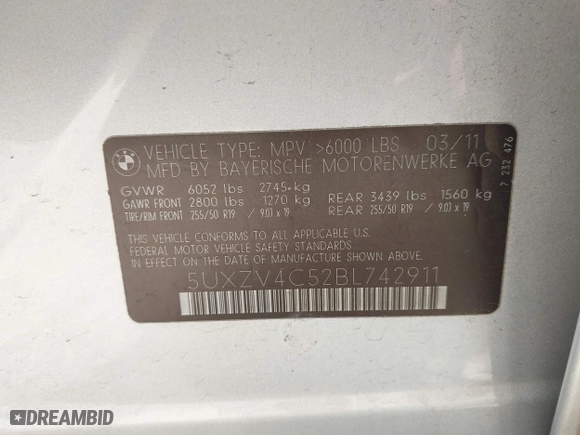 BMW
VEHICLE TYPE: MPV >6000 LBS 03/11
MFD BY BAYERISCHE MOTORENWERKE AG
GVWR 6052 lbs 2745 kg
GAWR FRONT 2800 lbs 1270 kg REAR 3439 lbs 1560 kg
TIRE/RIM FRONT 255/50 R19 / 9.0J x 19 REAR 255/50 R19 / 9.0J x 19
THIS VEHICLE CONFORMS TO ALL APPLICABLE
FEDERAL MOTOR VEHICLE SAFETY STANDARDS
IN EFFECT ON THE DATE OF MANUFACTURE SHOWN ABOVE.
5UXZV4C52BL742911
7 232 476
DREAMBID